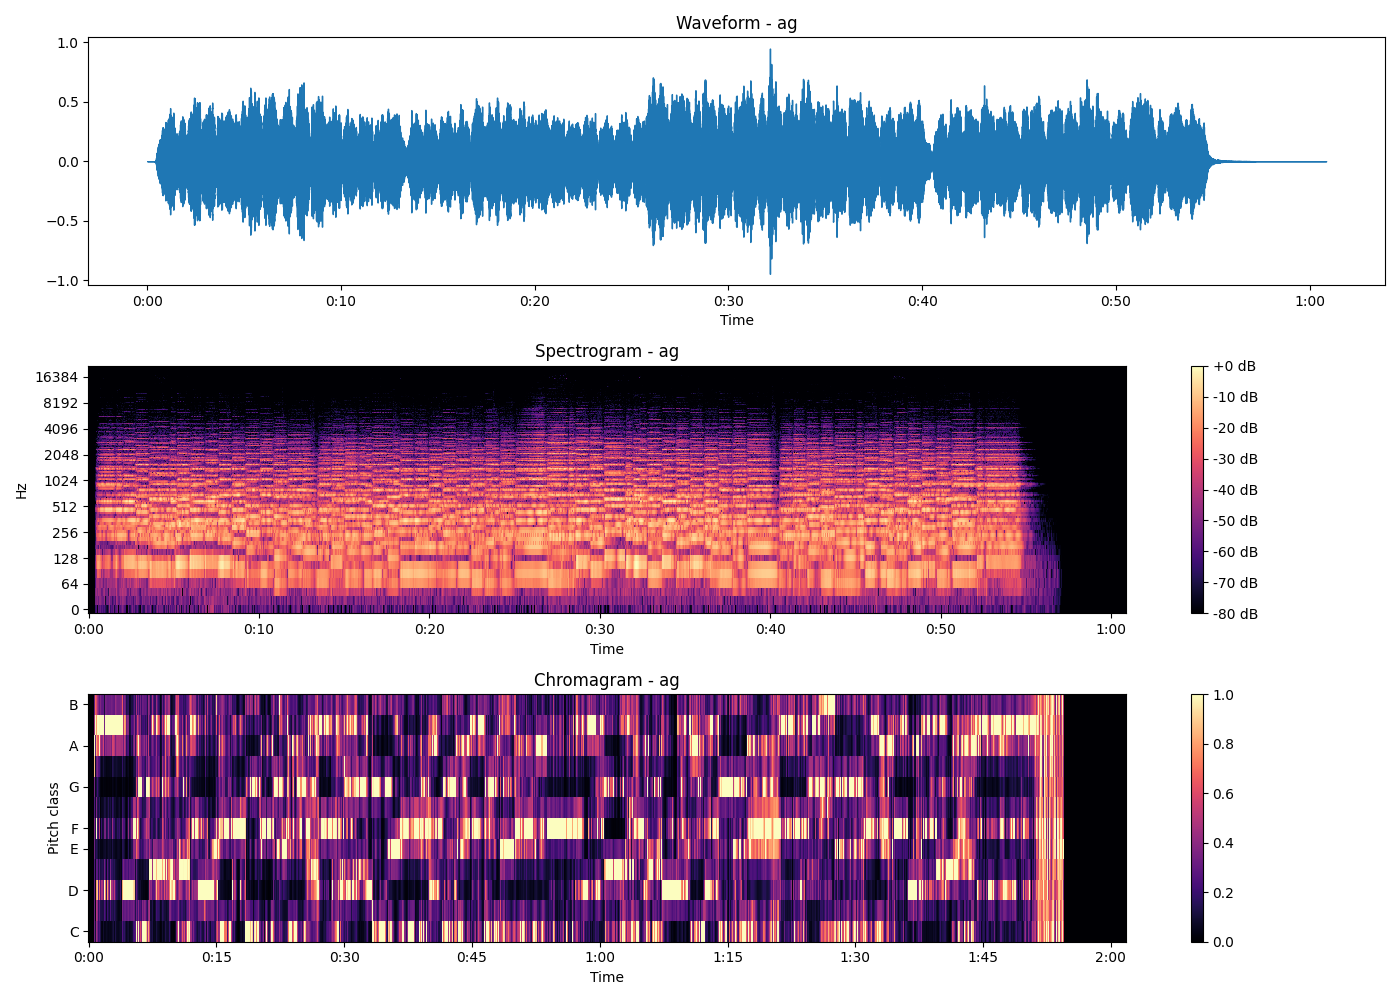 Waveform - ag
1.0
0.5
0.0
−0.5
−1.0
0:00 0:10 0:20 0:30 0:40 0:50 1:00
Time
Spectrogram - ag
16384
8192
4096
2048
1024
512
256
128
64
0
Hz
0:00 0:10 0:20 0:30 0:40 0:50 1:00
Time
+0 dB
-10 dB
-20 dB
-30 dB
-40 dB
-50 dB
-60 dB
-70 dB
-80 dB
Chromagram - ag
B
A
G
F
E
D
C
Pitch class
0:00 0:15 0:30 0:45 1:00 1:15 1:30 1:45 2:00
Time
1.0
0.8
0.6
0.4
0.2
0.0